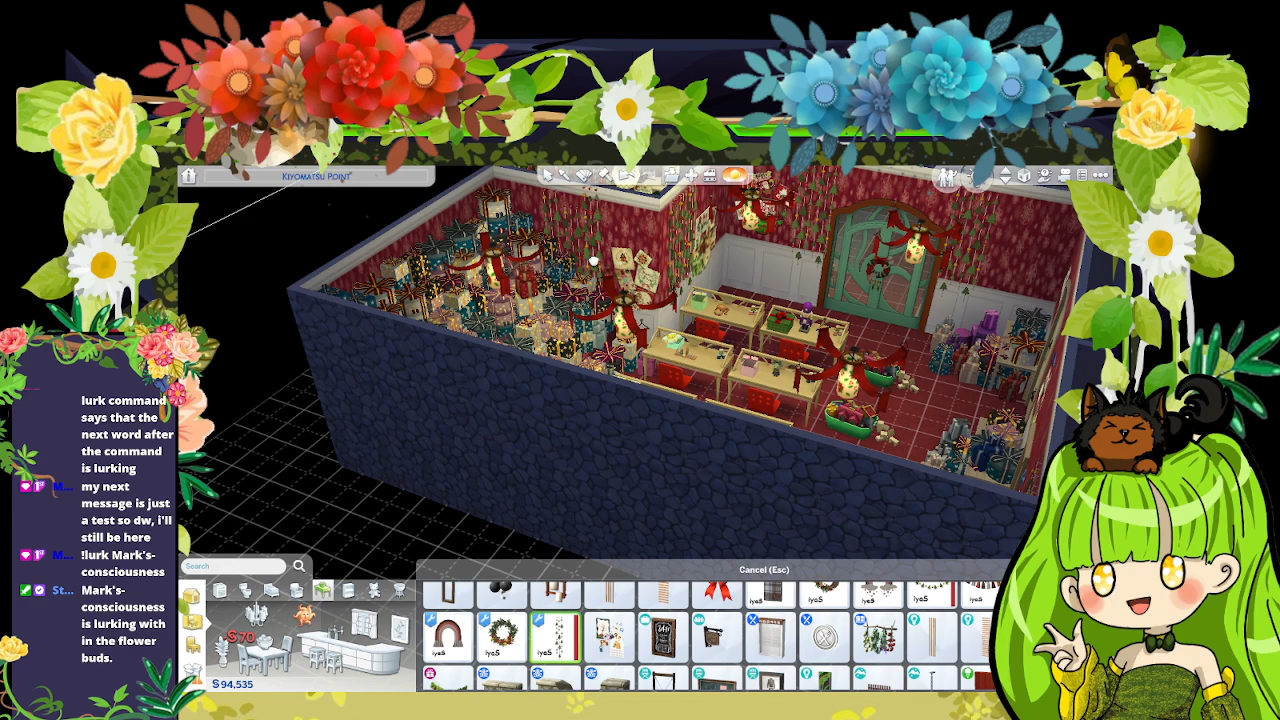 KIYOMATSU POINT
lurk command
says that the
next word after
the command
is lurking
M... my next
message is just
a test so dw, i'll
still be here
M... !lurk Mark's-
consciousness
St... Mark's-
consciousness
is lurking with
in the flower
buds.
Search
Cancel (Esc)
-$70
$94,535